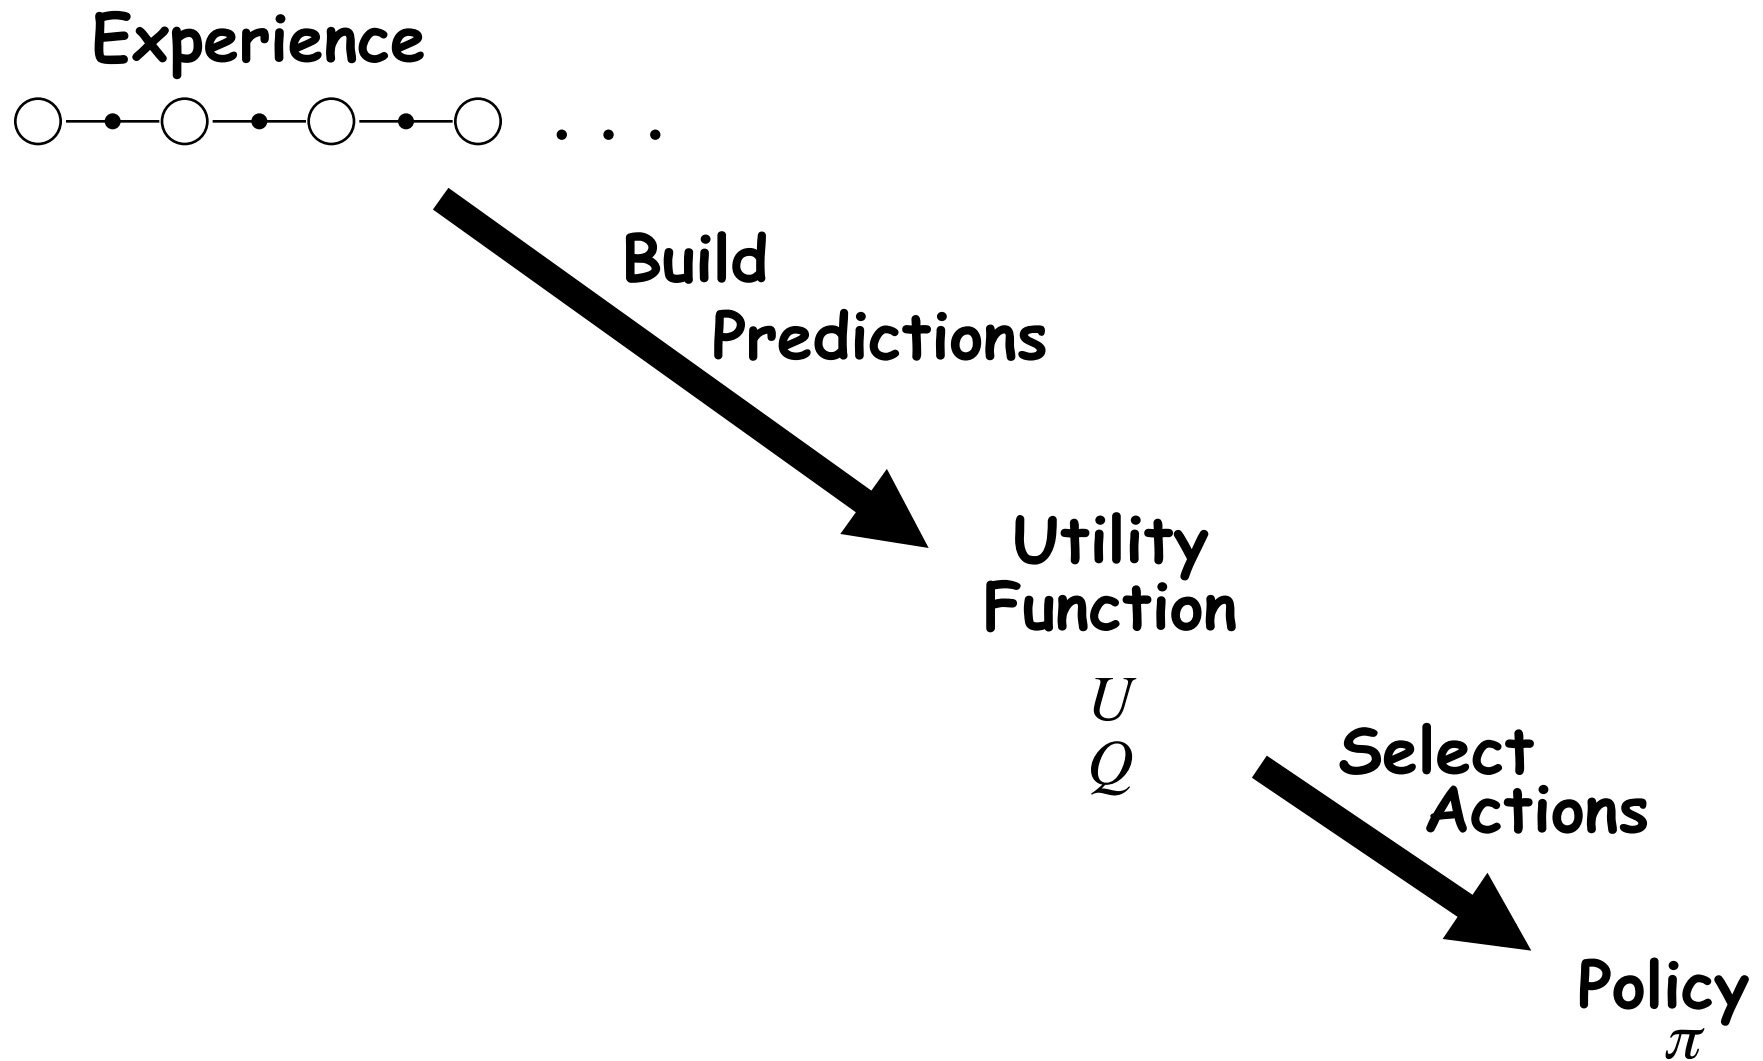 Experience
. . .
Build
Predictions
Utility
Function
U
Q
Select
Actions
Policy
π